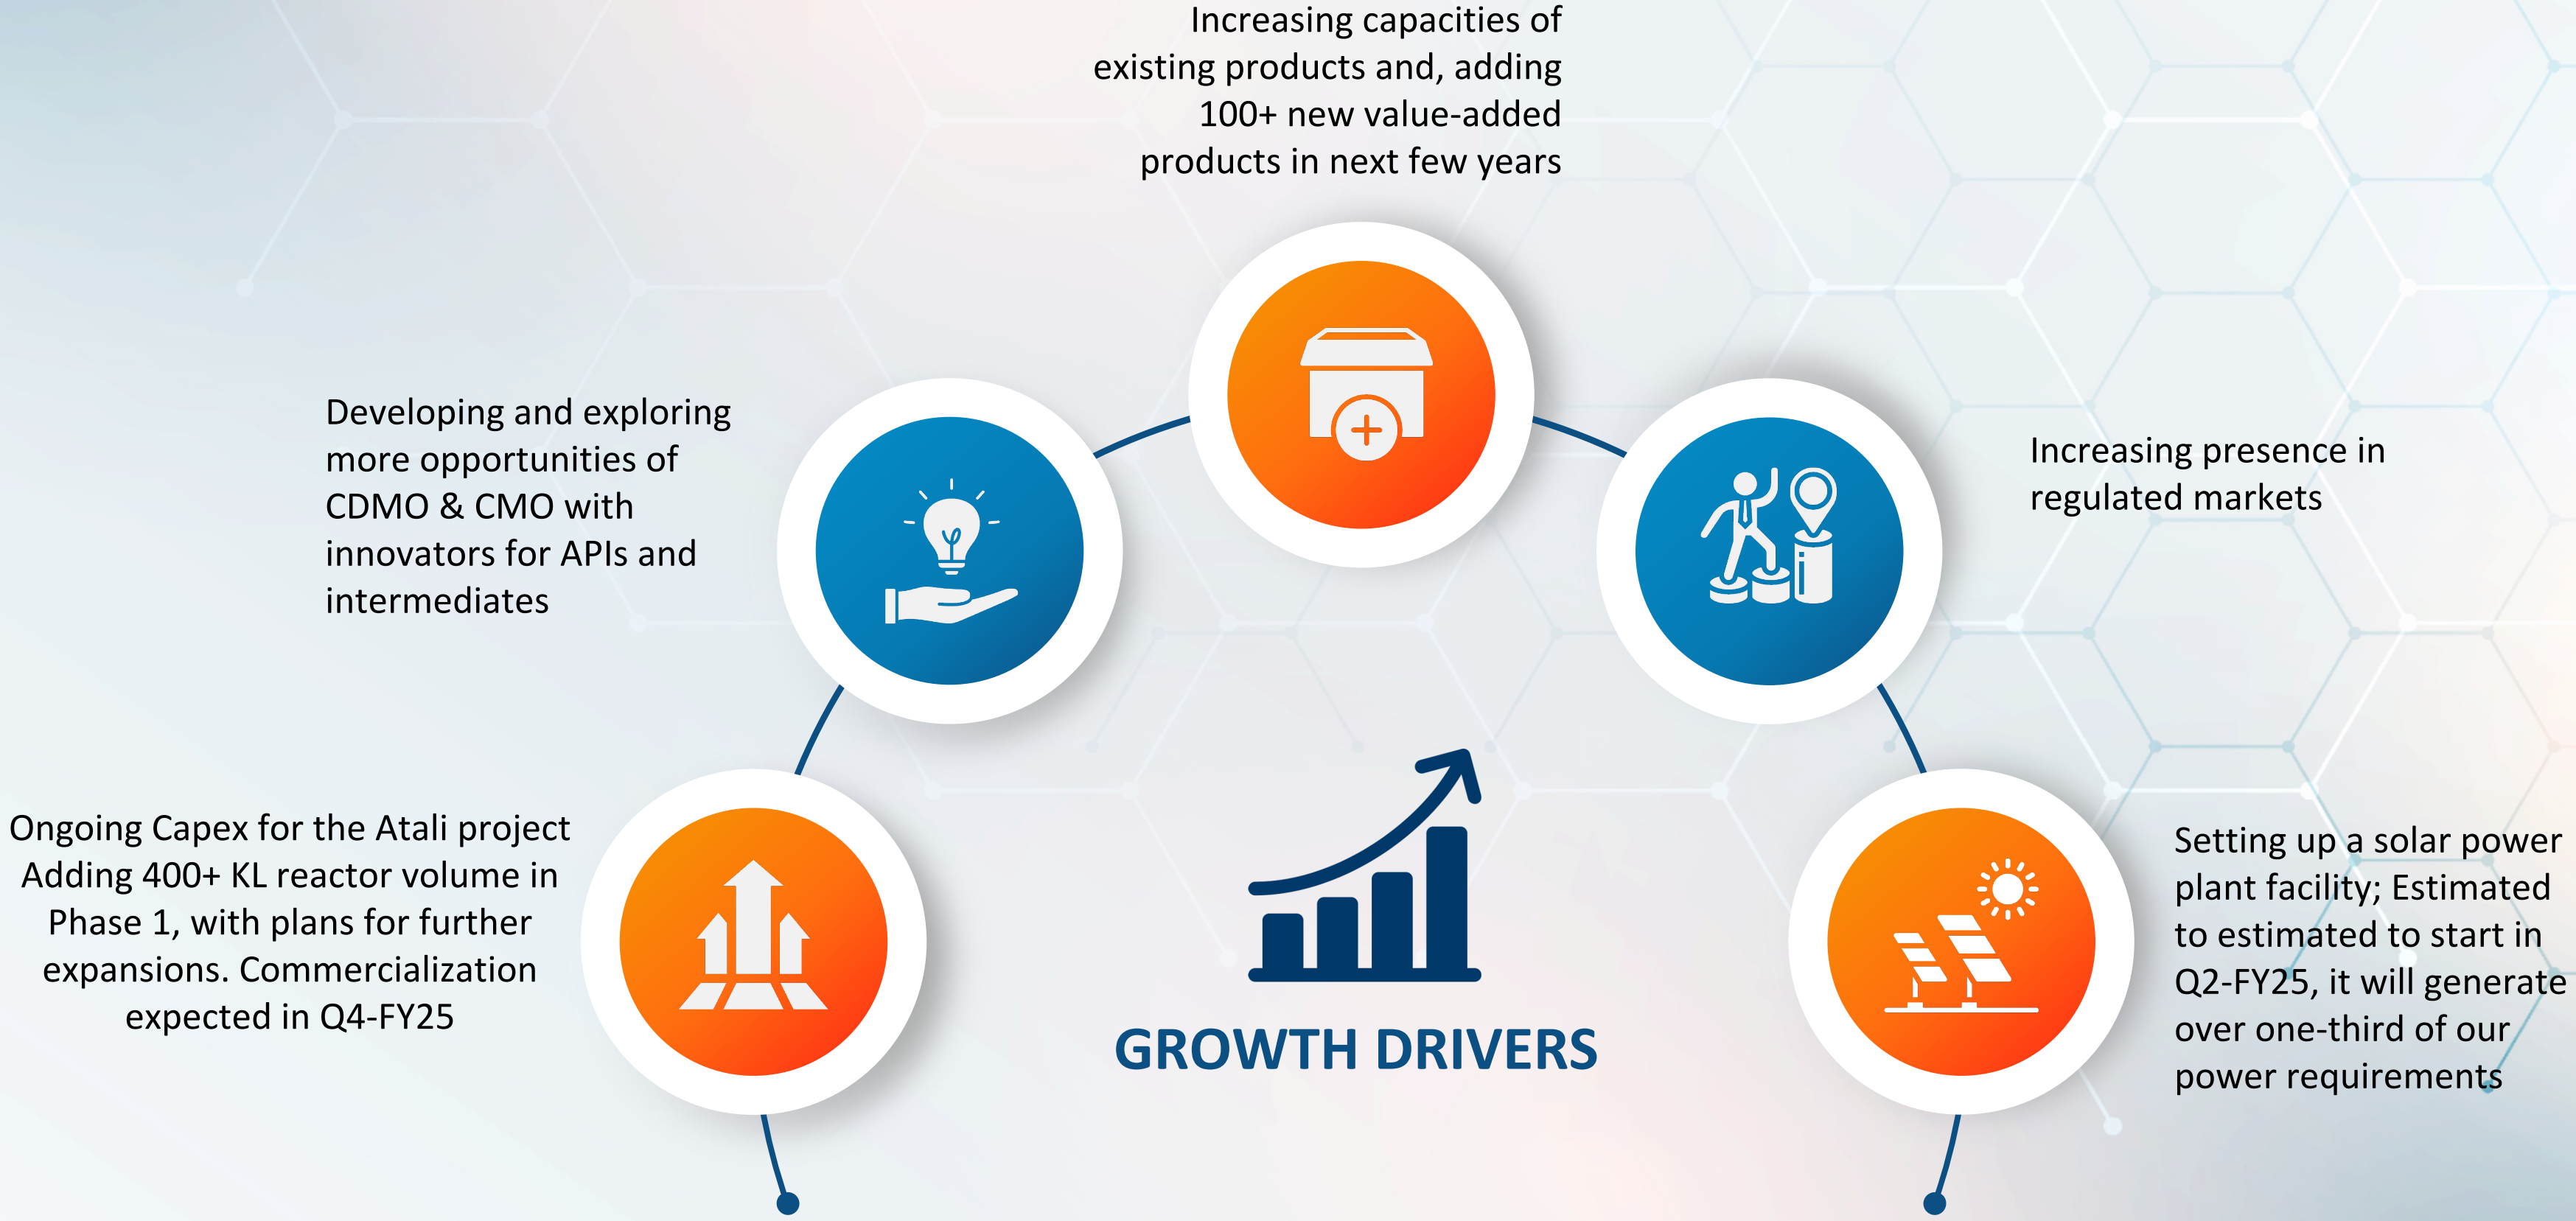 Increasing capacities of
existing products and, adding
100+ new value-added
products in next few years
Developing and exploring
more opportunities of
CDMO & CMO with
innovators for APIs and
intermediates
Increasing presence in
regulated markets
Ongoing Capex for the Atali project
Adding 400+ KL reactor volume in
Phase 1, with plans for further
expansions. Commercialization
expected in Q4-FY25
GROWTH DRIVERS
Setting up a solar power
plant facility; Estimated
to estimated to start in
Q2-FY25, it will generate
over one-third of our
power requirements